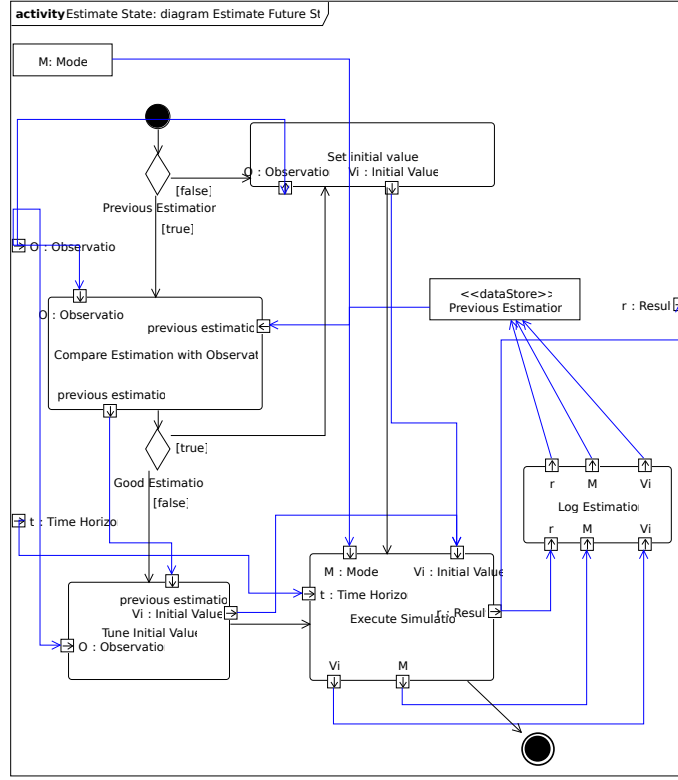 activity Estimate State: diagram Estimate Future St
M: Mode
Set initial value
O : Observatio
Vi : Initial Value
[false]
Previous Estimation
[true]
O : Observatio
<<dataStore>>
Previous Estimation
r : Resul
O : Observatio
previous estimatio
Compare Estimation with Observat
previous estimatio
[true]
Good Estimatio
[false]
r
M
Vi
Log Estimatio
r
M
Vi
t : Time Horizo
M : Mode
Vi : Initial Value
t : Time Horizo
r : Resul
Execute Simulatio
previous estimatio
Vi : Initial Value
Tune Initial Value
O : Observatio
Vi
M